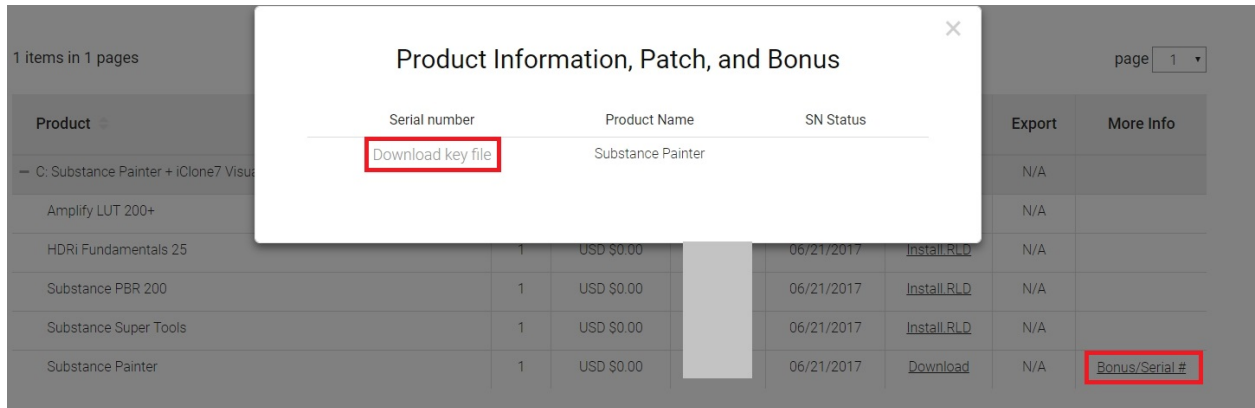 1 items in 1 pages
page 1
Product Information, Patch, and Bonus
Serial number Product Name SN Status
Download key file Substance Painter
Product Export More Info
C: Substance Painter + iClone7 Visua N/A
Amplify LUT 200+ N/A
HDRi Fundamentals 25 1 USD $0.00 06/21/2017 Install.RLD N/A
Substance PBR 200 1 USD $0.00 06/21/2017 Install.RLD N/A
Substance Super Tools 1 USD $0.00 06/21/2017 Install.RLD N/A
Substance Painter 1 USD $0.00 06/21/2017 Download N/A Bonus/Serial #